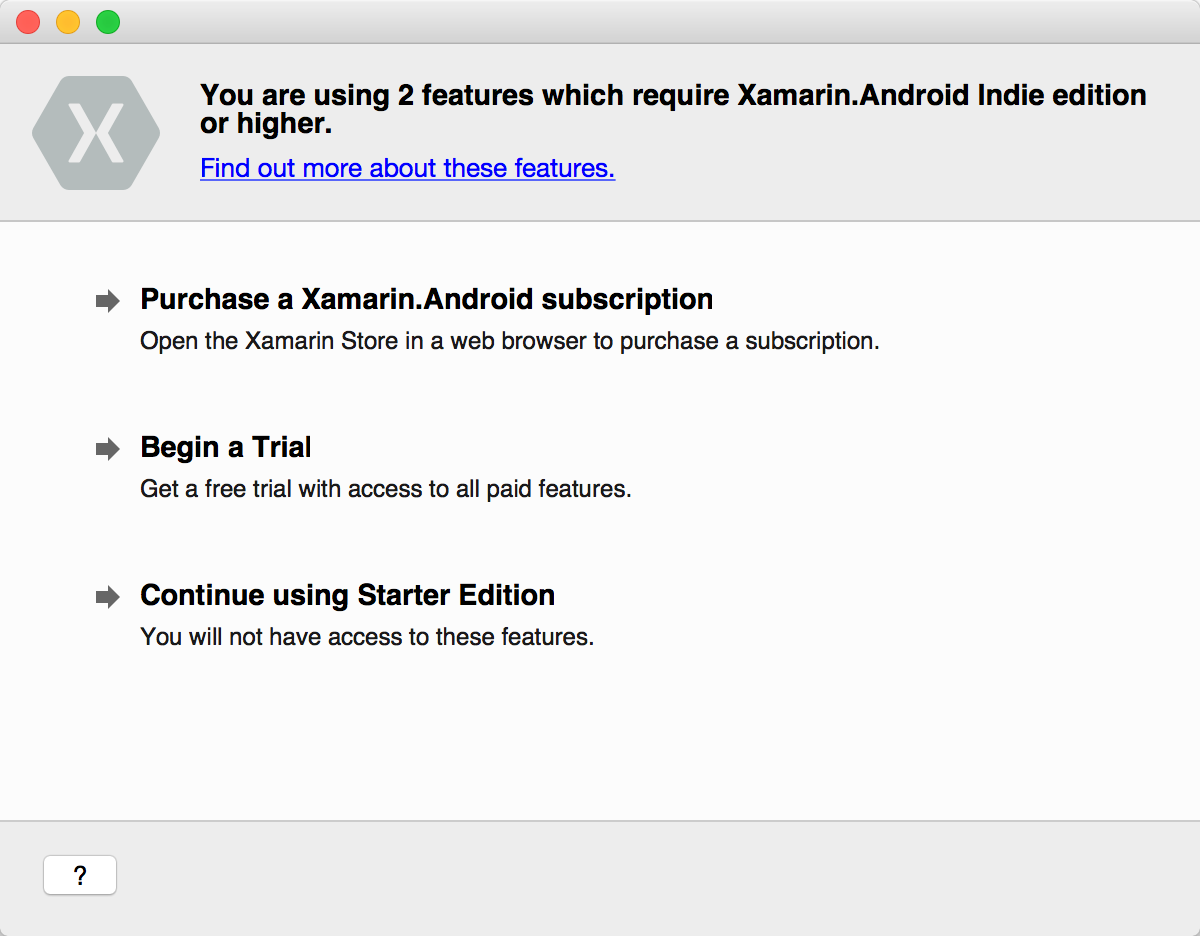 X
You are using 2 features which require Xamarin.Android Indie edition
or higher.
Find out more about these features.
Purchase a Xamarin.Android subscription
Open the Xamarin Store in a web browser to purchase a subscription.
Begin a Trial
Get a free trial with access to all paid features.
Continue using Starter Edition
You will not have access to these features.
?